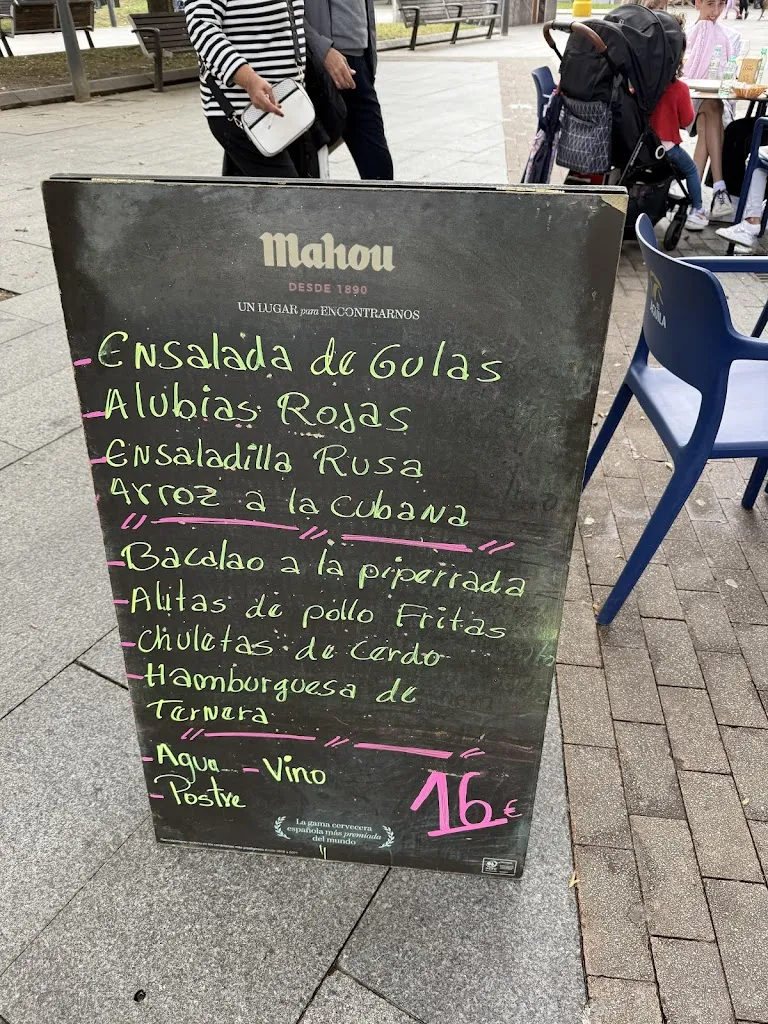 Mahou
DESDE 1890
UN LUGAR para ENCONTRARNOS
- Ensalada de Gulas
- Alubias Rojas
- Ensaladilla Rusa
Arroz a la Cubana
- Bacalao a la piperrada
- Alitas de pollo Fritas
- Chuletas de Cerdo
- Hamburguesa de
Ternera
- Agua - Vino
- Postre
16 €
La gama cervecera
española más premiada
del mundo